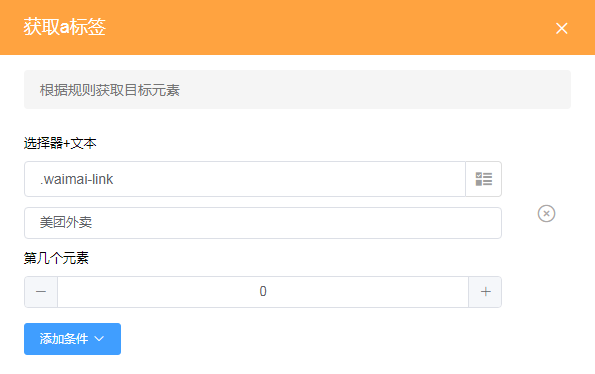 获取a标签
根据规则获取目标元素
选择器+文本
.waimai-link
美团外卖
第几个元素
0
添加条件